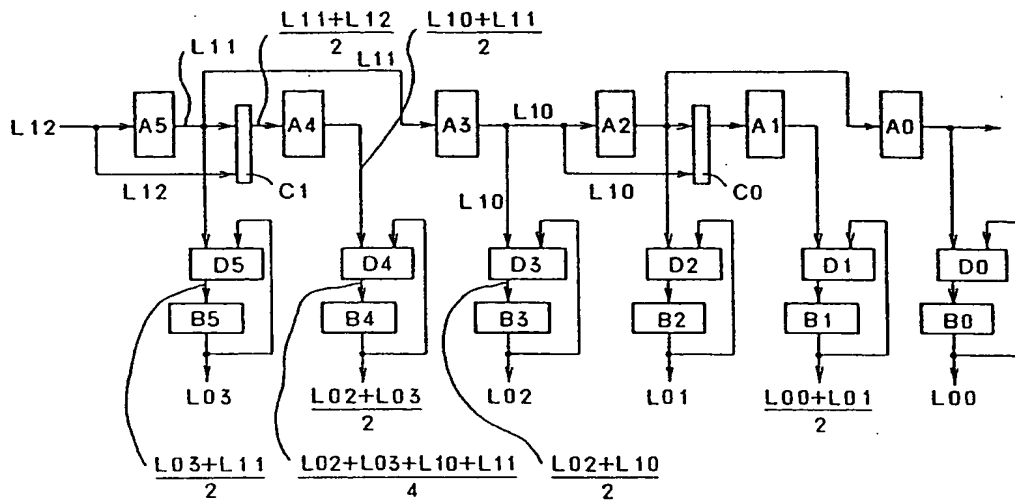 L11
L11+L12
2
L11
L10+L11
2
L12
A5
A4
A3
L10
A2
A1
A0
L12
C1
L10
L10
C0
D5
D4
D3
D2
D1
D0
B5
B4
B3
B2
B1
B0
L03
L02+L03
2
L02
L01
L00+L01
2
L00
L03+L11
2
L02+L03+L10+L11
4
L02+L10
2